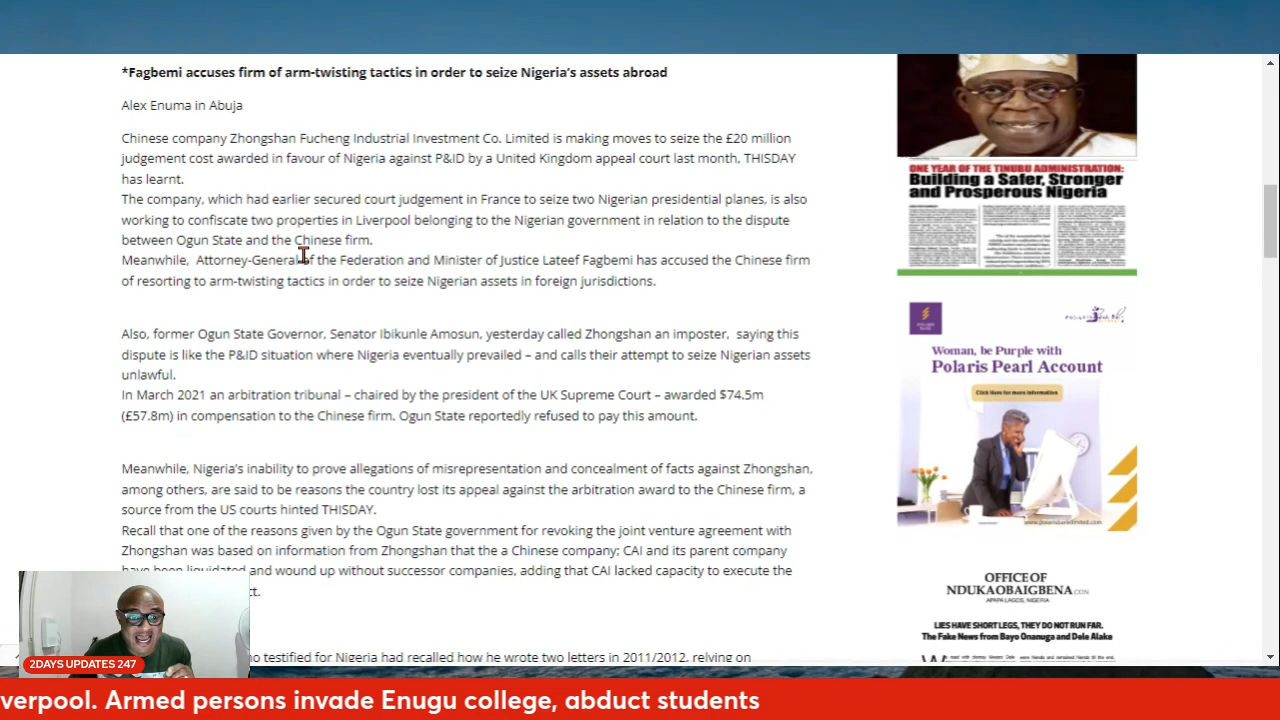 *Fagbemi accuses firm of arm-twisting tactics in order to seize Nigeria's assets abroad
Alex Enuma in Abuja
Chinese company Zhongshan Fucheng Industrial Investment Co. Limited is making moves to seize the £20 million
judgement cost awarded in favour of Nigeria against P&ID by a United Kingdom appeal court last month, THISDAY
has learnt.
The company, which had earlier secured court judgement in France to seize two Nigerian presidential planes, is also
working to confiscate two properties in Liverpool belonging to the Nigerian government in relation to the dispute
between Ogun State and the Chinese firm.
Meanwhile, Attorney-General of the Federation and Minister of Justice Lateef Fagbemi has accused the Chinese firm
of resorting to arm-twisting tactics in order to seize Nigerian assets in foreign jurisdictions.
Also, former Ogun State Governor, Senator Ibikunle Amosun, yesterday called Zhongshan an imposter, saying this
dispute is like the P&ID situation where Nigeria eventually prevailed – and calls their attempt to seize Nigerian assets
unlawful.
In March 2021 an arbitration tribunal – chaired by the president of the UK Supreme Court – awarded $74.5m
(£57.8m) in compensation to the Chinese firm. Ogun State reportedly refused to pay this amount.
Meanwhile, Nigeria's inability to prove allegations of misrepresentation and concealment of facts against Zhongshan,
among others, are said to be reasons the country lost its appeal against the arbitration award to the Chinese firm, a
source from the US courts hinted THISDAY.
Recall that one of the reasons given by the Ogun State government for revoking the joint venture agreement with
Zhongshan was based on information from Zhongshan that the a Chinese company; CAI and its parent company
have been liquidated and wound up without successor companies, adding that CAI lacked capacity to execute the
ct.
ho testified for Nigeria had recalled how he wrote two letters in 2011/2012, relying on
ONE YEAR OF THE TINUBU ADMINISTRATION:
Building a Safer, Stronger
and Prosperous Nigeria
POLARIS
Woman, be Purple with
Polaris Pearl Account
Click Here for more information
www.polarisbanklimited.com
OFFICE OF
NDUKAOBAIGBENA.CON
APAPA LAGOS, NIGERIA
LIES HAVE SHORT LEGS, THEY DO NOT RUN FAR.
The Fake News from Bayo Onanuga and Dele Alake
2DAYS UPDATES 247
verpool. Armed persons invade Enugu college, abduct students